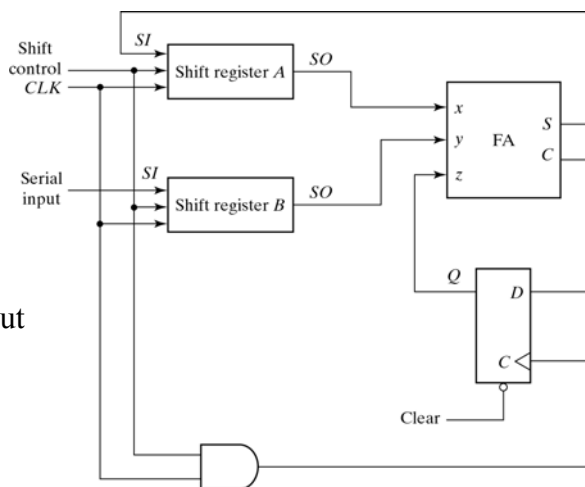 SI
Shift
control
CLK
Shift register A
SO
x
y
z
FA
S
C
Serial
input
SI
Shift register B
SO
ut
Q
D
C
Clear